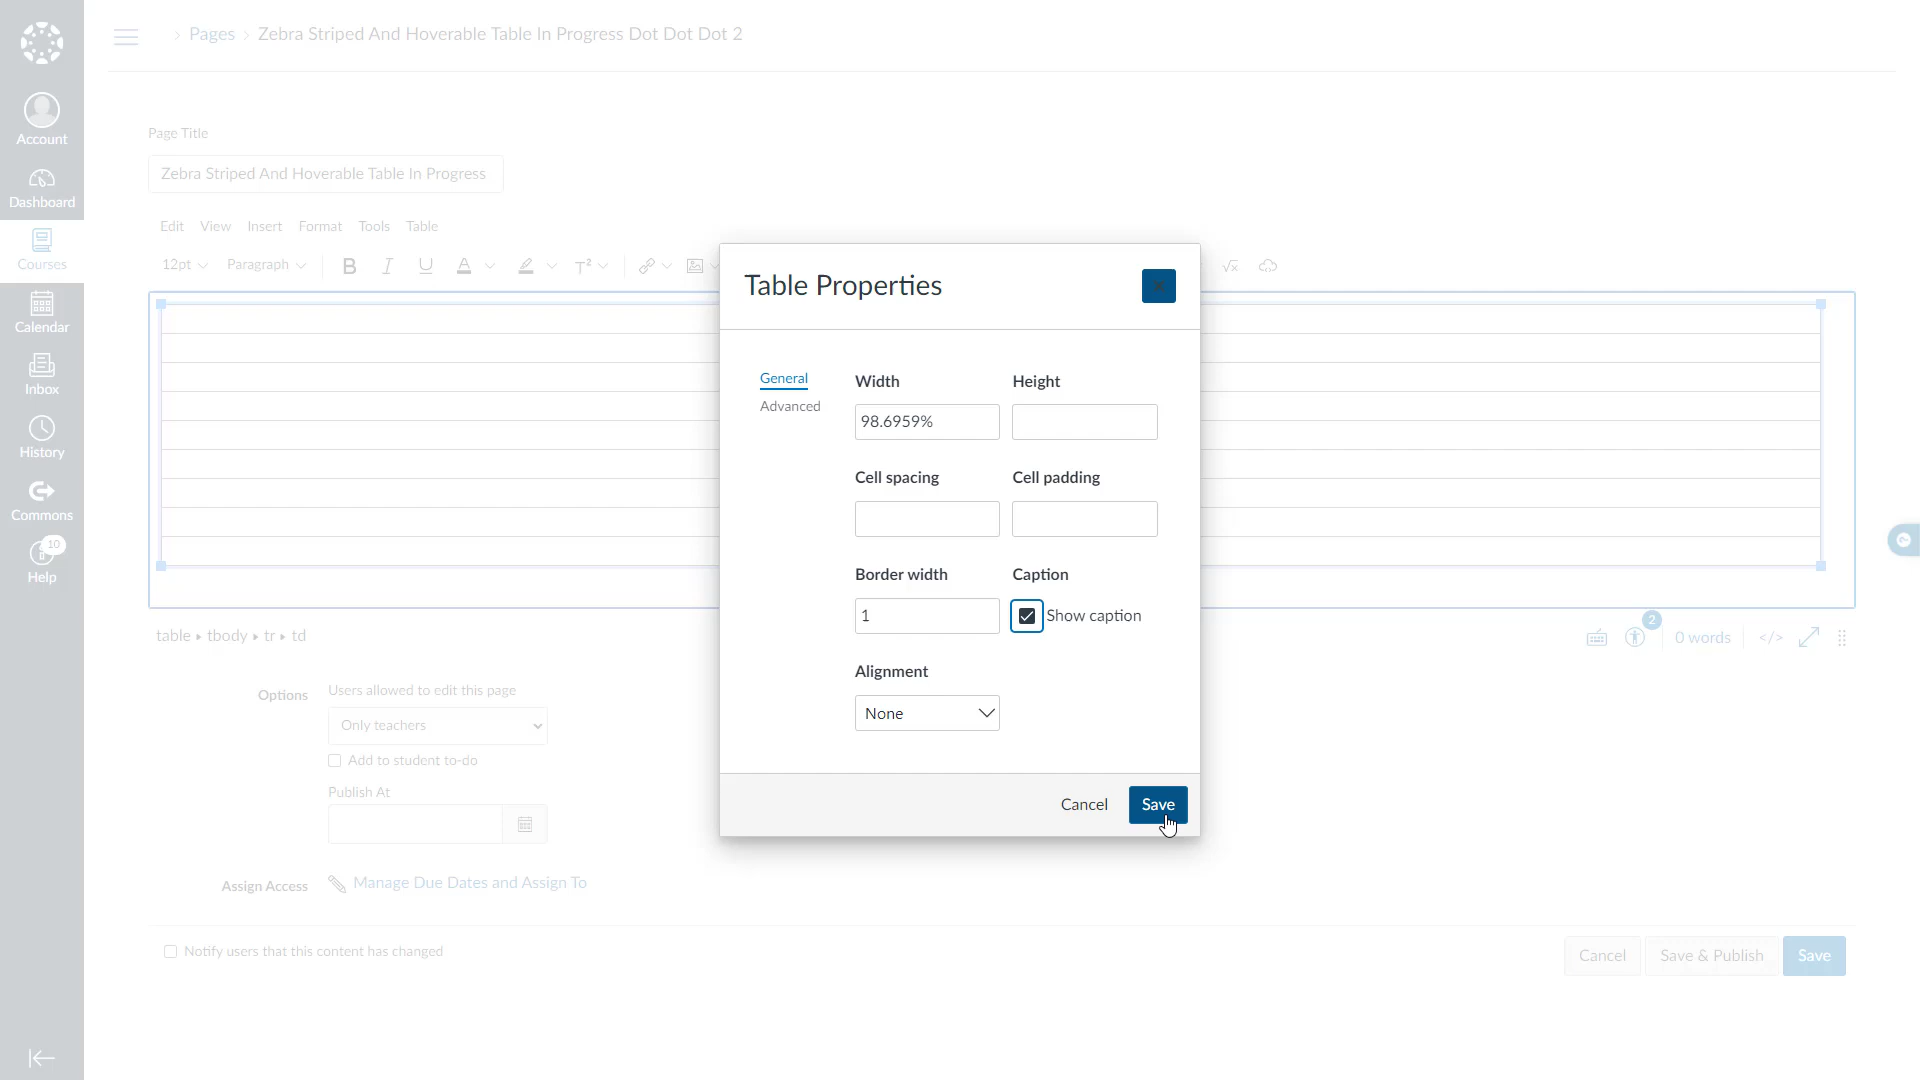 Pages
Zebra Striped And Hoverable Table In Progress Dot Dot Dot 2
Account
Dashboard
Courses
Calendar
Inbox
History
Commons
10
Help
Page Title
Zebra Striped And Hoverable Table In Progress
Edit View Insert Format Tools Table
12pt Paragraph
Table Properties
General
Advanced
Width
Height
98.6959%
Cell spacing
Cell padding
Border width
Caption
1
Show caption
Alignment
None
Cancel
Save
table ▸ tbody ▸ tr ▸ td
2
0 words
</>
Options
Users allowed to edit this page
Only teachers
Add to student to-do
Publish At
Assign Access
Manage Due Dates and Assign To
Notify users that this content has changed
Cancel
Save & Publish
Save